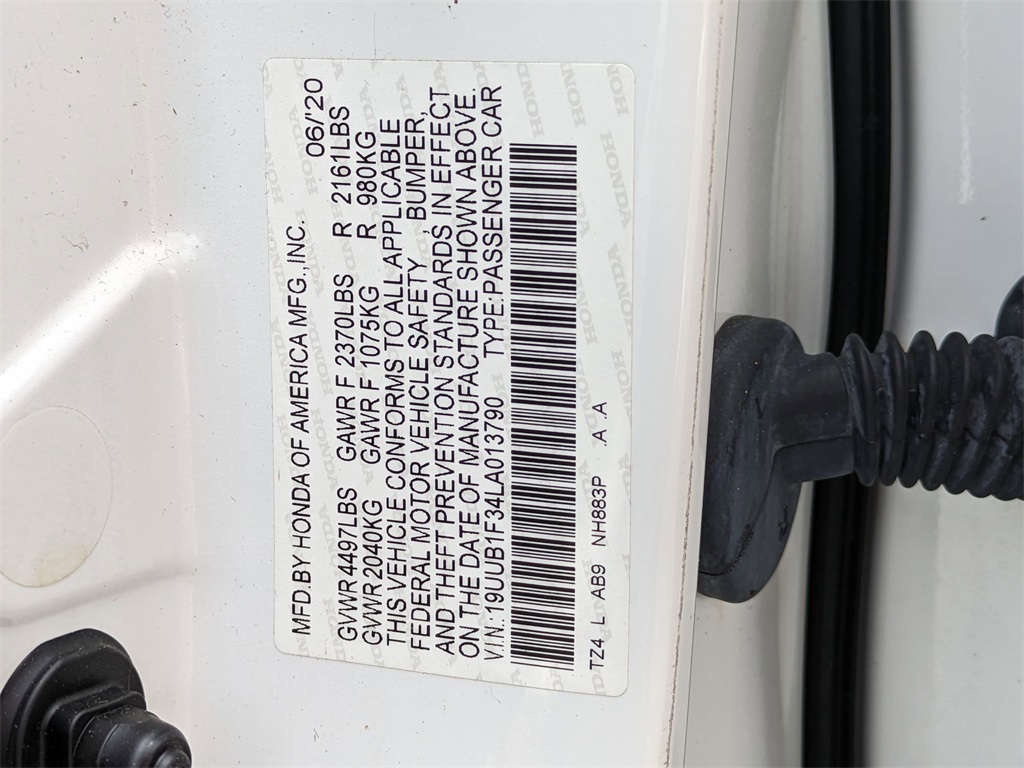 MFD.BY HONDA OF AMERICA MFG.,INC. 06/'20
GVWR 4497LBS GAWR F 2370LBS R 2161LBS
GVWR 2040KG GAWR F 1075KG R 980KG
THIS VEHICLE CONFORMS TO ALL APPLICABLE
FEDERAL MOTOR VEHICLE SAFETY, BUMPER,
AND THEFT PREVENTION STANDARDS IN EFFECT
ON THE DATE OF MANUFACTURE SHOWN ABOVE.
V.I.N.:19UUB1F34LA013790 TYPE:PASSENGER CAR
TZ4 L AB9 NH883P .A .A